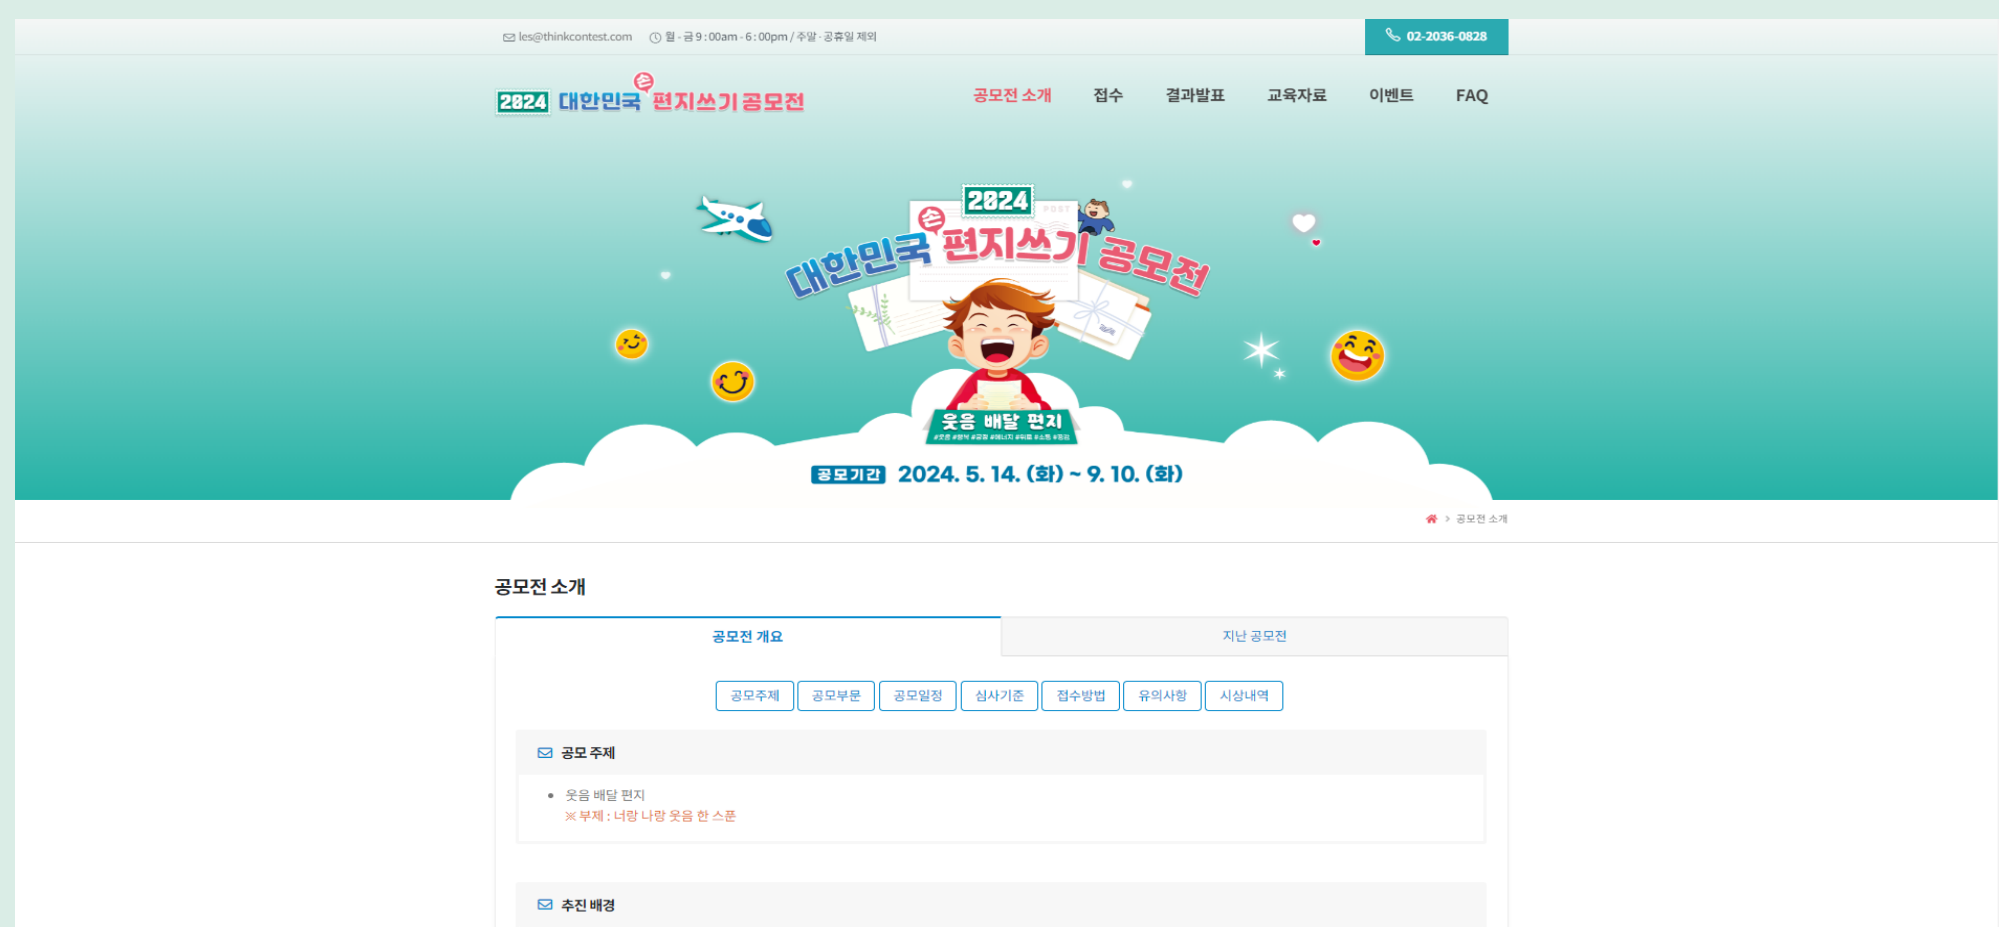 les@thinkcontest.com 월 - 금 9 : 00am - 6 : 00pm / 주말 · 공휴일 제외
02-2036-0828
2024 대한민국 손 편지쓰기 공모전
공모전 소개 접수 결과발표 교육자료 이벤트 FAQ
2024
POST
대한민국 손 편지쓰기 공모전
웃음 배달 편지
공모기간 2024. 5. 14. (화) ~ 9. 10. (화)
> 공모전 소개
공모전 소개
공모전 개요 지난 공모전
공모주제 공모부문 공모일정 심사기준 접수방법 유의사항 시상내역
공모 주제
• 웃음 배달 편지
※ 부제 : 너랑 나랑 웃음 한 스푼
추진 배경